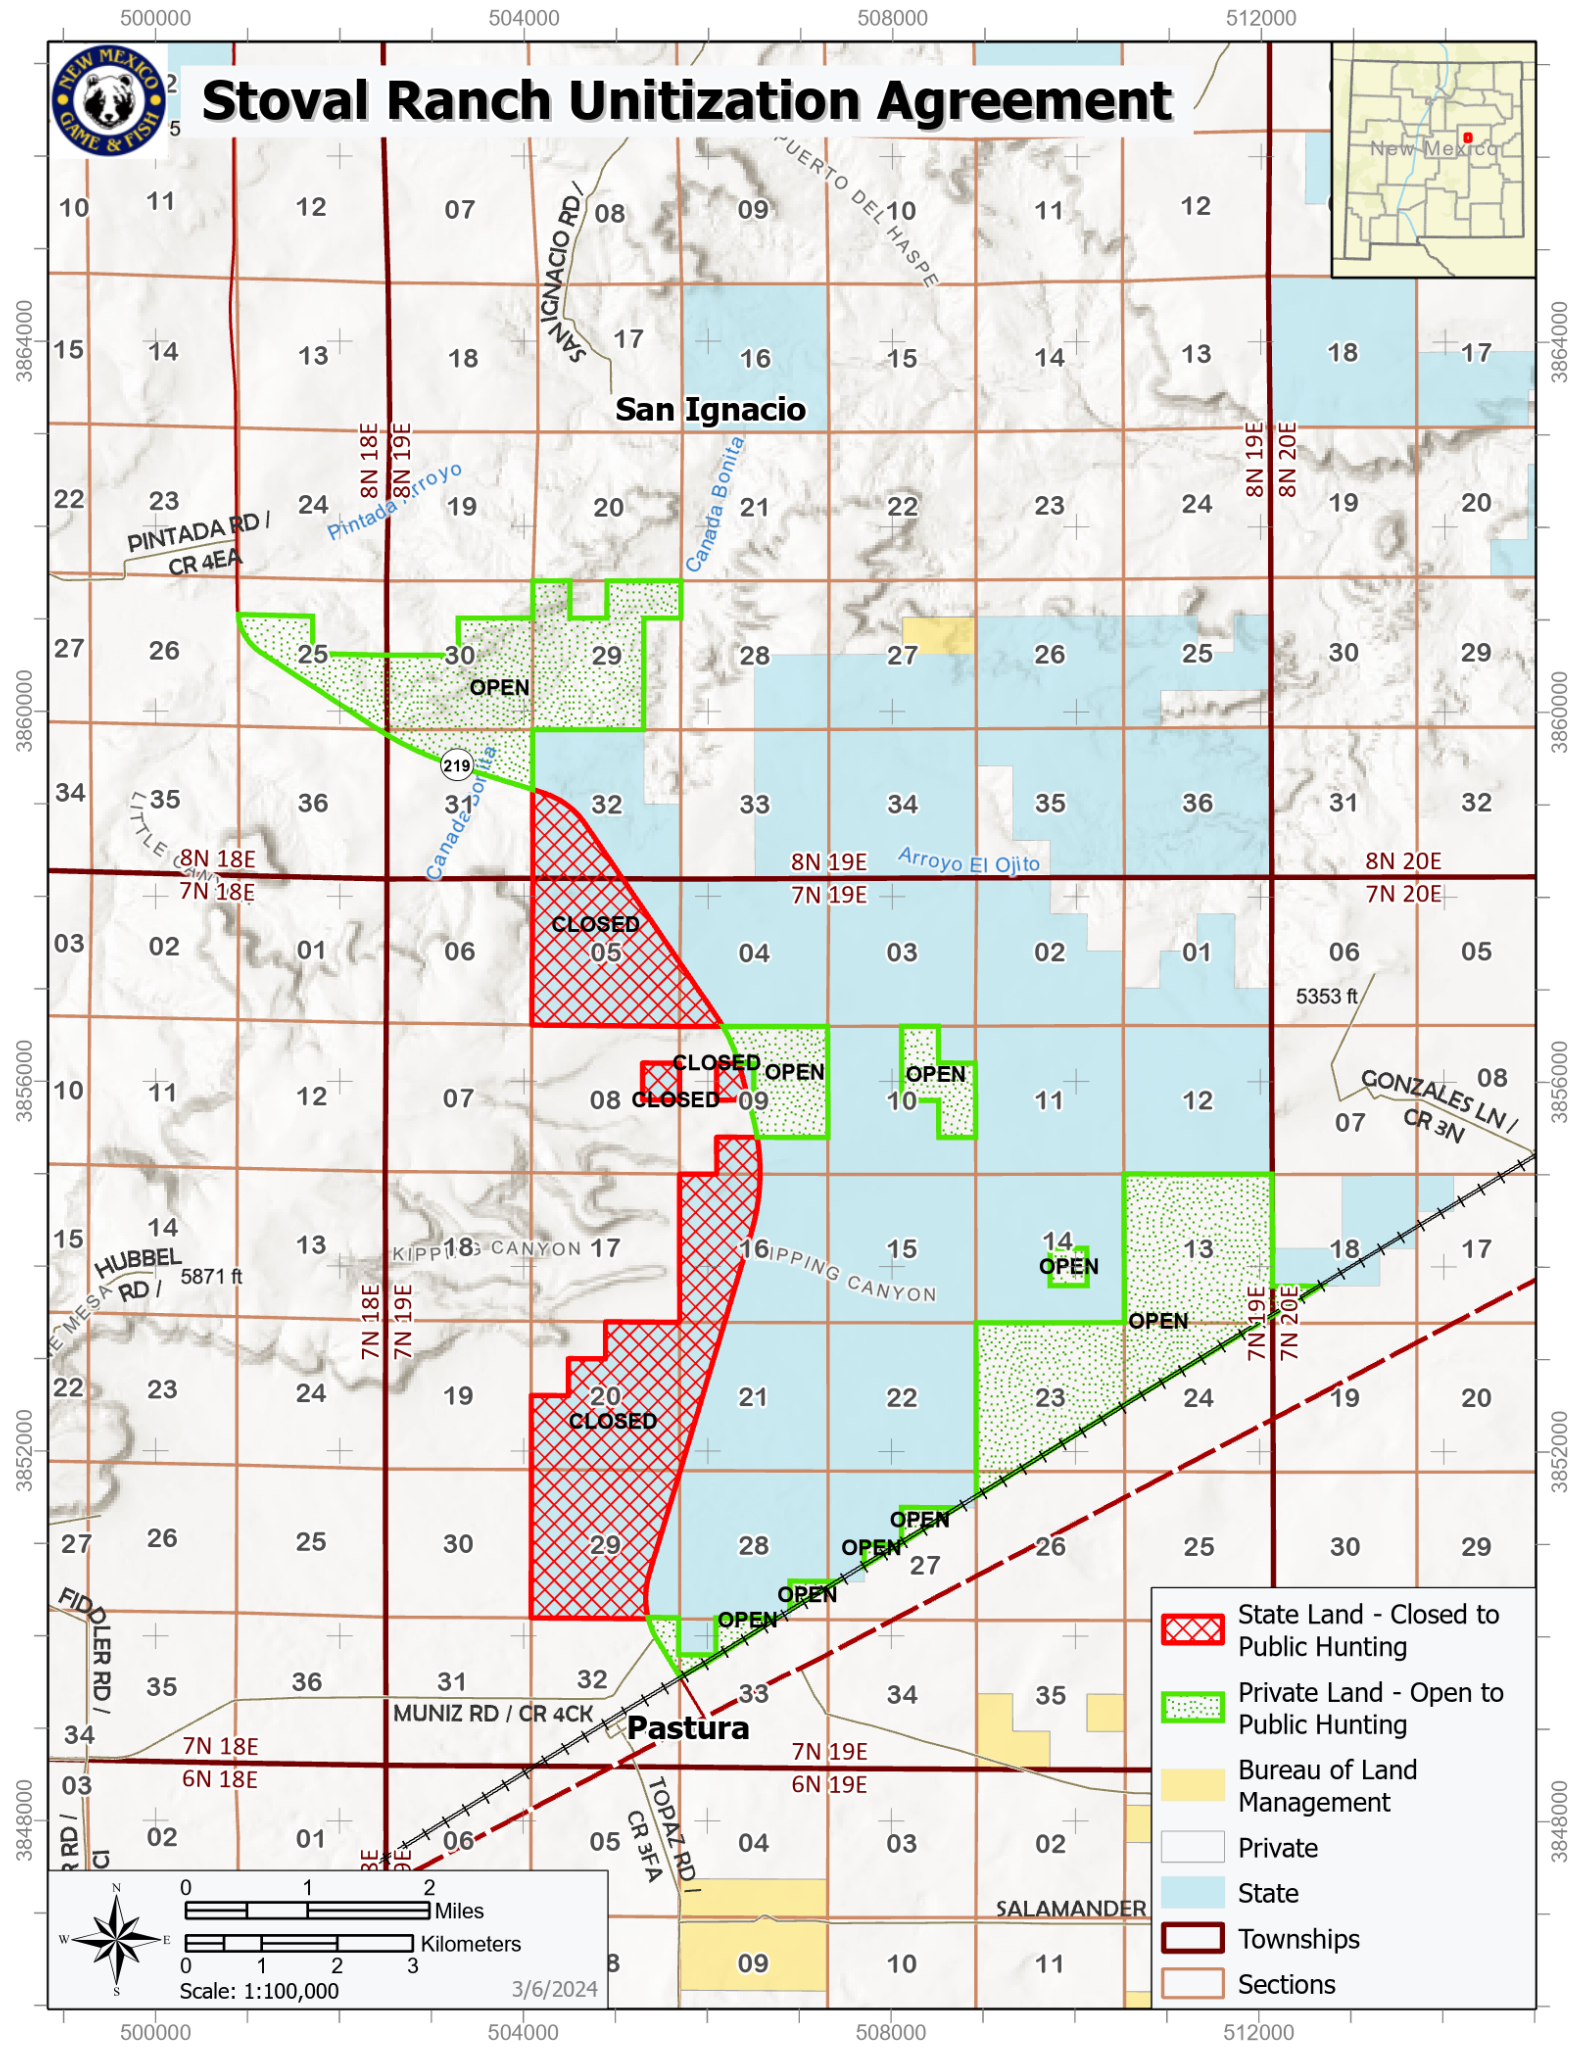 500000 504000 508000 512000
NEW MEXICO
GAME & FISH
Stoval Ranch Unitization Agreement
New Mexico
PUERTO DEL HASPE
SAN IGNACIO RD /
10 11 12 07 08 09 10 11 12
3864000 3864000
15 14 13 18 17 16 15 14 13 18 17
San Ignacio
8N 18E 8N 19E 8N 19E 8N 20E
Pintada Arroyo
Canada Bonita
22 23 24 19 20 21 22 23 24 19 20
PINTADA RD /
CR 4EA
27 26 25 30 29 28 27 26 25 30 29
OPEN
3860000 3860000
219
Canada Bonita
34 35 36 31 32 33 34 35 36 31 32
8N 18E 8N 19E Arroyo El Ojito 8N 20E
7N 18E 7N 19E 7N 20E
CLOSED
03 02 01 06 05 04 03 02 01 06 05
5353 ft
CLOSED OPEN OPEN
3856000 3856000
10 11 12 07 08 CLOSED 09 10 11 12 07 08
GONZALES LN /
CR 3N
15 14 13 18 17 16 15 14 13 18 17
KIPPING CANYON KIPPING CANYON
HUBBEL
RD /
5871 ft
OPEN
7N 18E 7N 19E 7N 19E 7N 20E
OPEN
22 23 24 19 20 21 22 23 24 19 20
CLOSED
3852000 3852000
OPEN
OPEN
27 26 25 30 29 28 27 26 25 30 29
OPEN
OPEN
FIDDLER RD /
34 35 36 31 32 33 34 35
MUNIZ RD / CR 4CK
Pastura
7N 18E 7N 19E
6N 18E 6N 19E
3848000 3848000
03 02 01 06 05 04 03 02
TOPAZ RD /
CR 3FA
SALAMANDER
09 10 11
State Land - Closed to
Public Hunting
Private Land - Open to
Public Hunting
Bureau of Land
Management
Private
State
Townships
Sections
N
W E
S
0 1 2
Miles
Kilometers
0 1 2 3
Scale: 1:100,000
3/6/2024
500000 504000 508000 512000